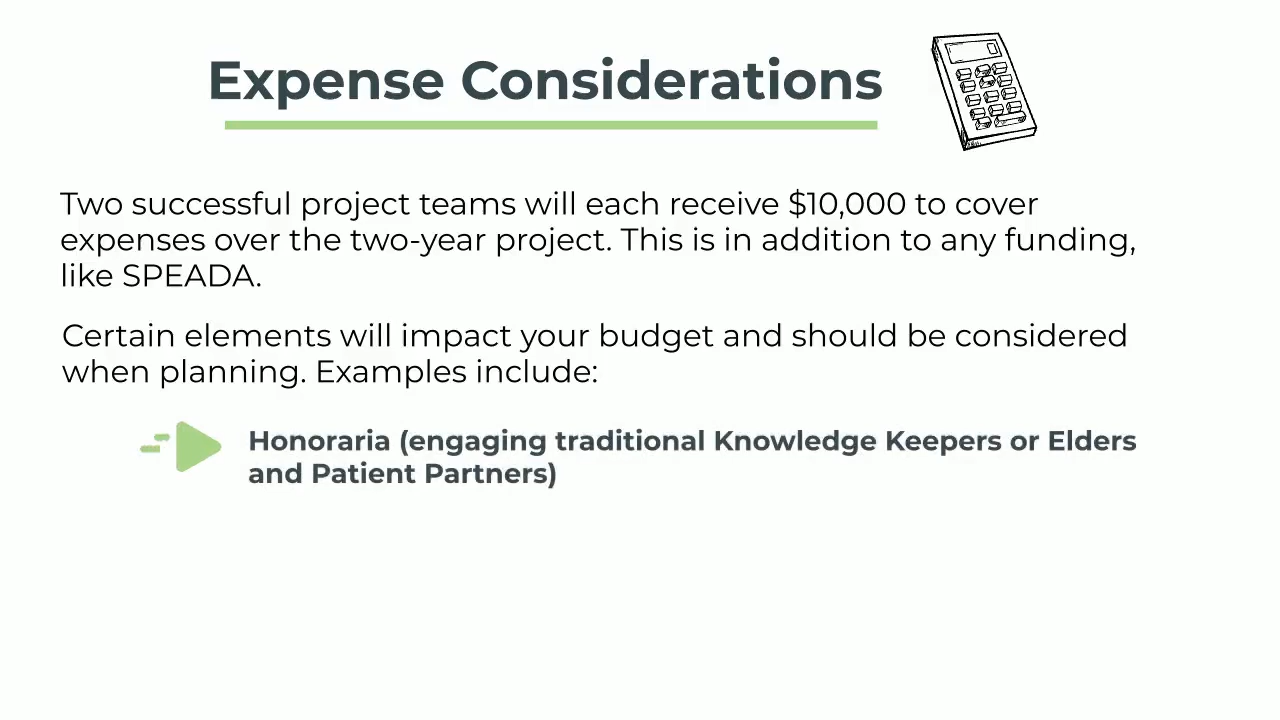 Expense Considerations
Two successful project teams will each receive $10,000 to cover
expenses over the two-year project. This is in addition to any funding,
like SPEADA.
Certain elements will impact your budget and should be considered
when planning. Examples include:
Honoraria (engaging traditional Knowledge Keepers or Elders
and Patient Partners)